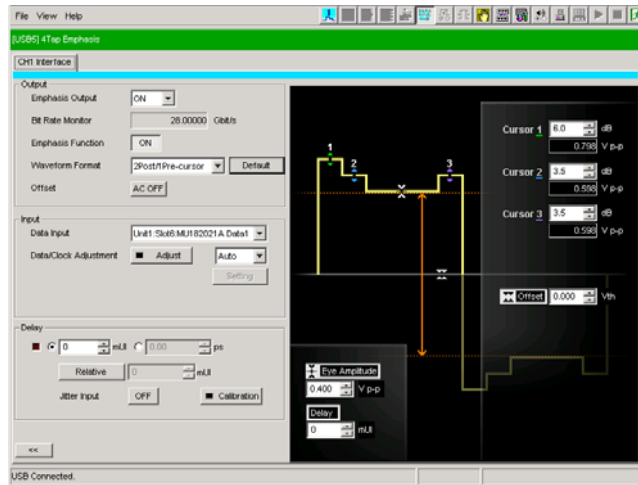 File View Help
[USB5] 4Tap Emphasis
CH1 Interface
Output
Emphasis Output ON
Bit Rate Monitor 28.00000 Gbit/s
Emphasis Function ON
Waveform Format 2Post/1Pre-cursor Default
Offset AC OFF
Input
Data Input Unit1:Slot6:MU182021A Data1
Data/Clock Adjustment Adjust Auto
Setting
Delay
0 mUI 0.00 ps
Relative 0 mUI
Jitter Input OFF Calibration
<<
1
2
3
Cursor 1 6.0 dB
0.798 V p-p
Cursor 2 3.5 dB
0.598 V p-p
Cursor 3 3.5 dB
0.598 V p-p
Offset 0.000 Vth
Eye Amplitude
0.400 V p-p
Delay
0 mUI
USB Connected.